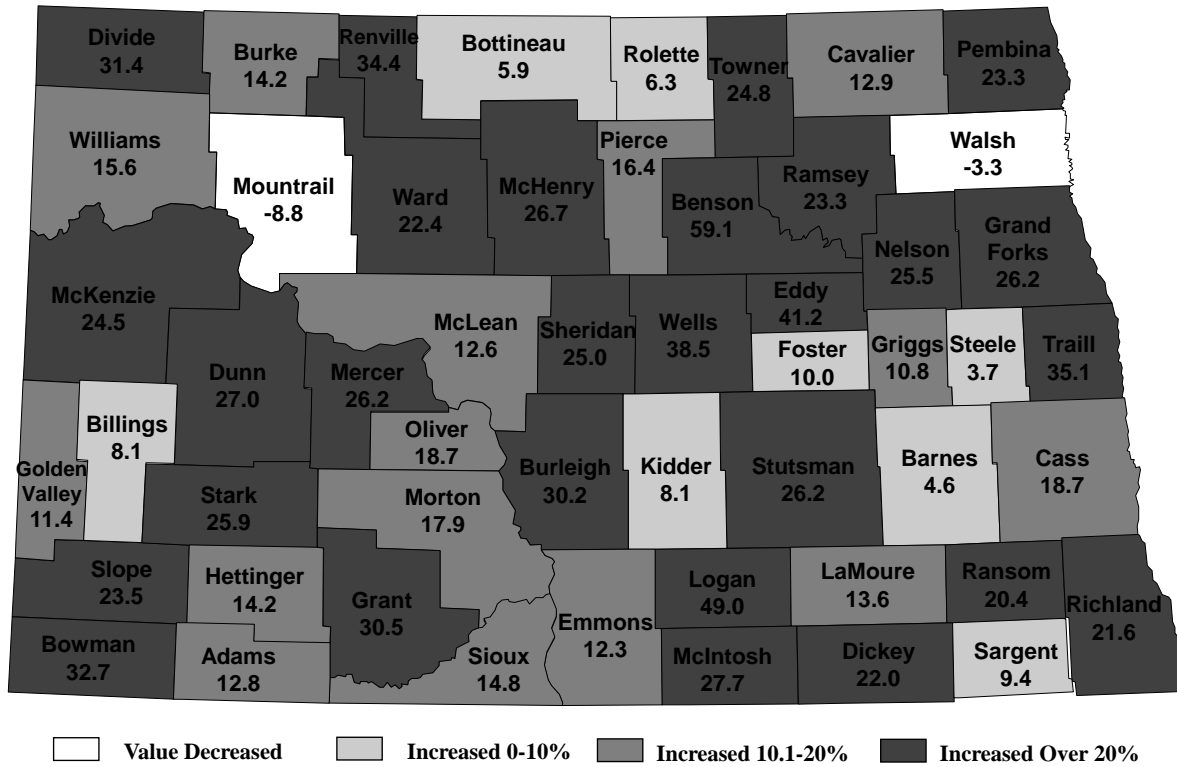 Divide
31.4
Burke
14.2
Renville
34.4
Bottineau
5.9
Rolette
6.3
Towner
24.8
Cavalier
12.9
Pembina
23.3
Williams
15.6
Mountrail
-8.8
Ward
22.4
McHenry
26.7
Pierce
16.4
Benson
59.1
Ramsey
23.3
Walsh
-3.3
Nelson
25.5
Grand
Forks
26.2
McKenzie
24.5
Dunn
27.0
Mercer
26.2
McLean
12.6
Sheridan
25.0
Wells
38.5
Eddy
41.2
Foster
10.0
Griggs
10.8
Steele
3.7
Traill
35.1
Golden
Valley
11.4
Billings
8.1
Stark
25.9
Oliver
18.7
Morton
17.9
Burleigh
30.2
Kidder
8.1
Stutsman
26.2
Barnes
4.6
Cass
18.7
Slope
23.5
Hettinger
14.2
Grant
30.5
Emmons
12.3
Logan
49.0
LaMoure
13.6
Ransom
20.4
Richland
21.6
Bowman
32.7
Adams
12.8
Sioux
14.8
McIntosh
27.7
Dickey
22.0
Sargent
9.4
Value Decreased
Increased 0-10%
Increased 10.1-20%
Increased Over 20%